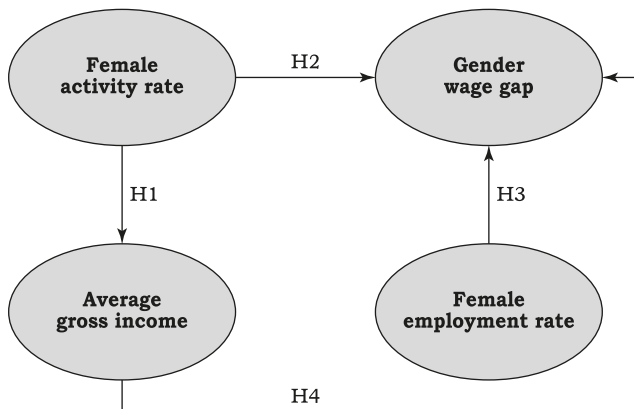 Female
activity rate
H2
Gender
wage gap
H1
H3
Average
gross income
Female
employment rate
H4